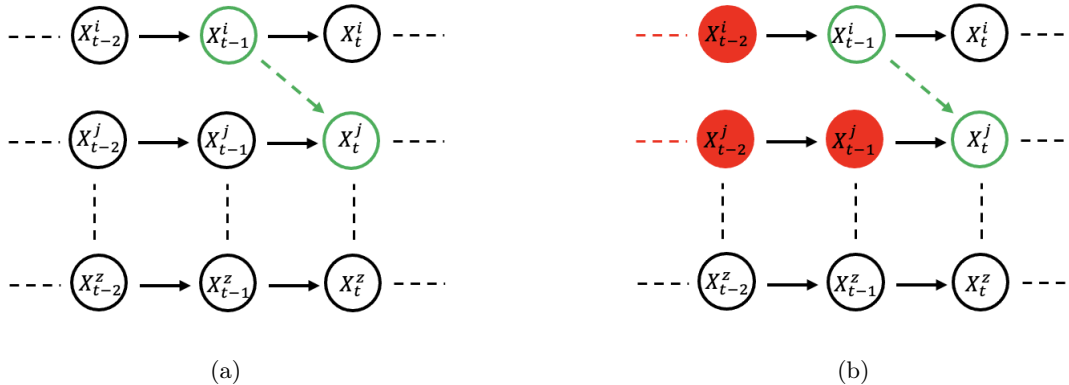 X^i_{t−2} X^i_{t−1} X^i_t X^i_{t−2} X^i_{t−1} X^i_t
X^j_{t−2} X^j_{t−1} X^j_t X^j_{t−2} X^j_{t−1} X^j_t
X^z_{t−2} X^z_{t−1} X^z_t X^z_{t−2} X^z_{t−1} X^z_t
(a) (b)